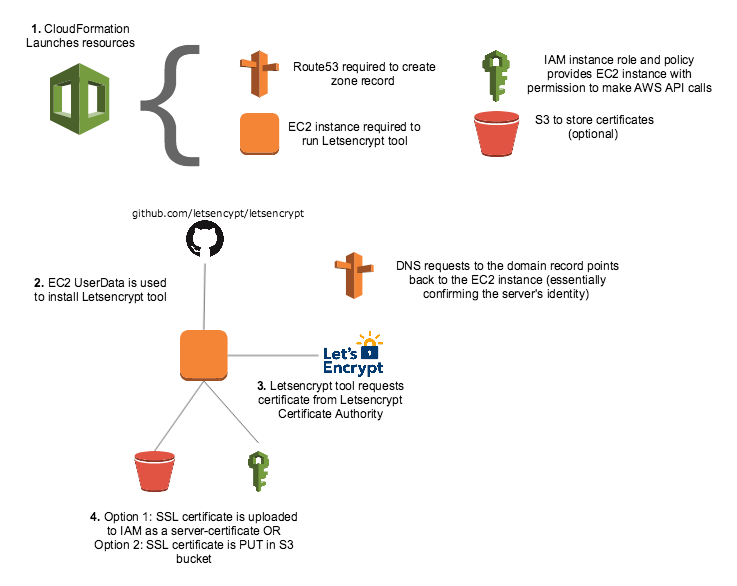 1. CloudFormation
Launches resources
Route53 required to create
zone record
IAM instance role and policy
provides EC2 instance with
permission to make AWS API calls
EC2 instance required to
run Letsencrypt tool
S3 to store certificates
(optional)
github.com/letsencypt/letsencrypt
2. EC2 UserData is used
to install Letsencrypt tool
DNS requests to the domain record points
back to the EC2 instance (essentially
confirming the server's identity)
Let's
Encrypt
3. Letsencrypt tool requests
certificate from Letsencrypt
Certificate Authority
4. Option 1: SSL certificate is uploaded
to IAM as a server-certificate OR
Option 2: SSL certificate is PUT in S3
bucket